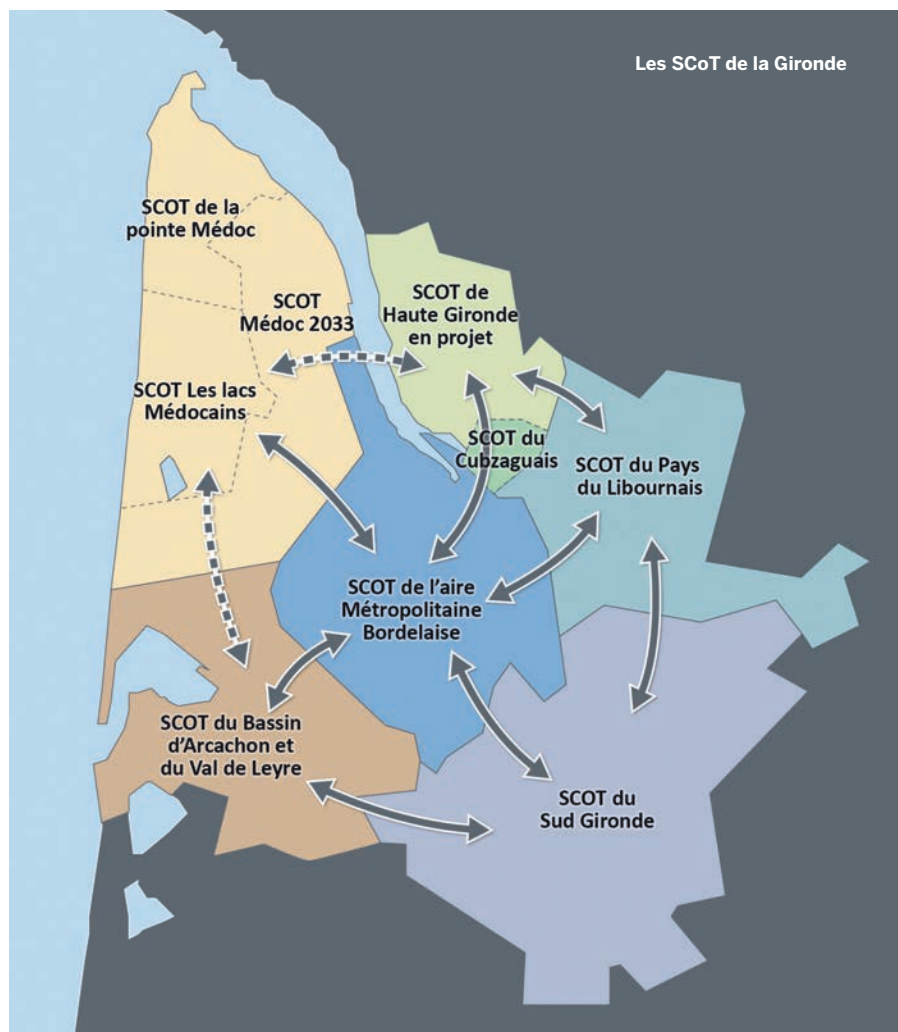 Les SCoT de la Gironde
SCOT de la
pointe Médoc
SCOT
Médoc 2033
SCOT de
Haute Gironde
en projet
SCOT Les lacs
Médocains
SCOT du
Cubzaguais
SCOT du Pays
du Libournais
SCOT de l'aire
Métropolitaine
Bordelaise
SCOT du Bassin
d'Arcachon et
du Val de Leyre
SCOT du
Sud Gironde